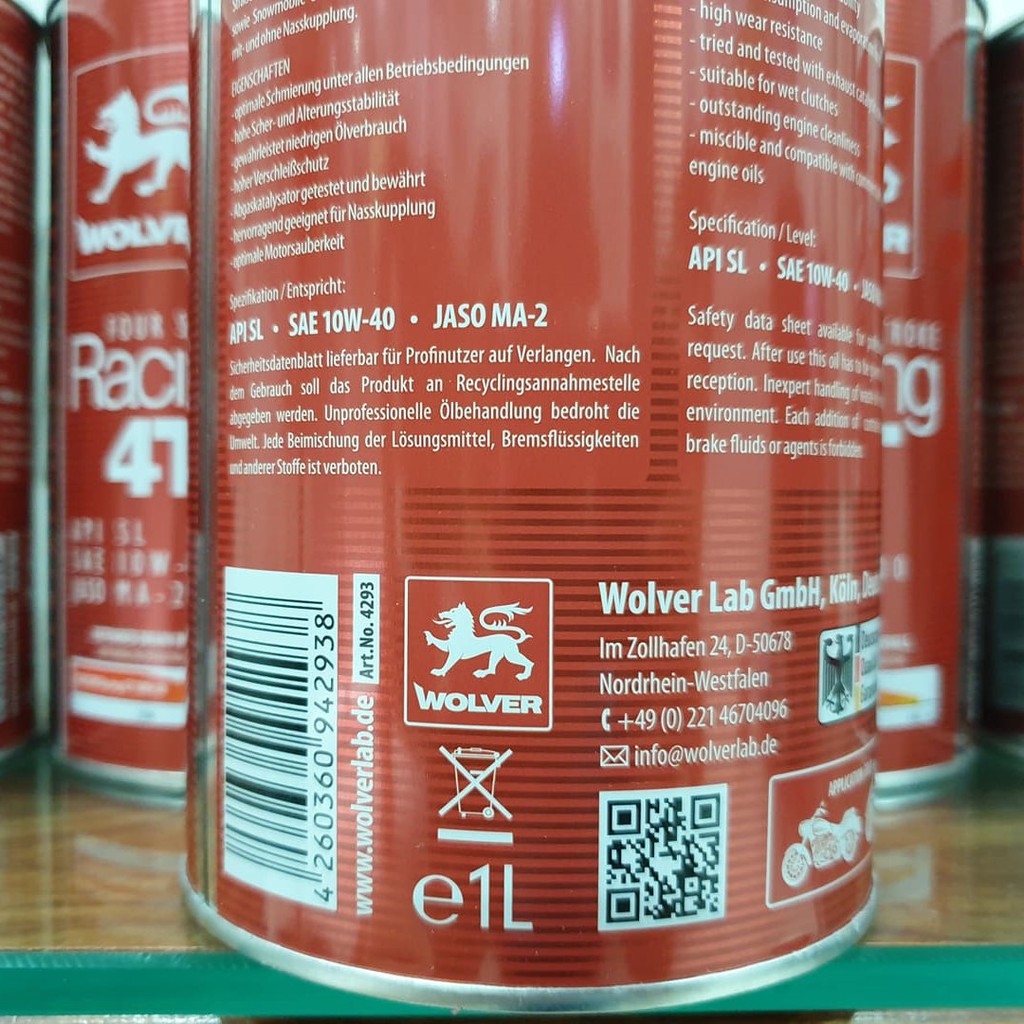 sowie Snowmobile
mit- und ohne Nasskupplung.
EIGENSCHAFTEN
- optimale Schmierung unter allen Betriebsbedingungen
- hohe Scher- und Alterungsstabilität
- gewährleistet niedrigen Ölverbrauch
- hoher Verschleißschutz
- Abgaskatalysator getestet und bewährt
- hervorragend geeignet für Nasskupplung
- optimale Motorsauberkeit
Spezifikation / Entspricht:
API SL • SAE 10W-40 • JASO MA-2
Sicherheitsdatenblatt lieferbar für Profinutzer auf Verlangen. Nach
dem Gebrauch soll das Produkt an Recyclingsannahmestelle
abgegeben werden. Unprofessionelle Ölbehandlung bedroht die
Umwelt. Jede Beimischung der Lösungsmittel, Bremsflüssigkeiten
und anderer Stoffe ist verboten.
- high wear resistance
- tried and tested with exhaust
- suitable for wet clutches
- outstanding engine cleanliness
- miscible and compatible with
engine oils
Specification / Level:
API SL • SAE 10W-40 •
Safety data sheet available for
request. After use this oil has to be
reception. Inexpert handling of
environment. Each addition of
brake fluids or agents is forbidden.
4 260360 942938
Art.No. 4293
www.wolverlab.de
WOLVER
e1L
Wolver Lab GmbH, Köln,
Im Zollhafen 24, D-50678
Nordrhein-Westfalen
+49 (0) 221 46704096
info@wolverlab.de
APPLICATION
WOLVE
FOUR S
Raci
4T
API SL
SAE 10W-
JASO MA-2
ng